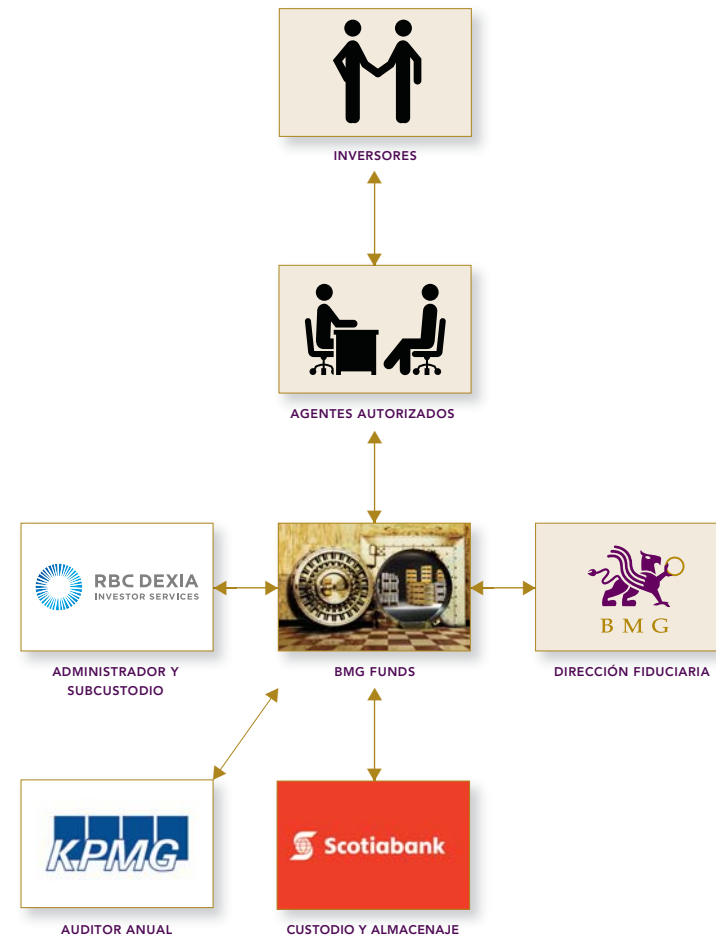 INVERSORES
AGENTES AUTORIZADOS
RBC DEXIA
INVESTOR SERVICES
ADMINISTRADOR Y
SUBCUSTODIO
BMG FUNDS
BMG
DIRECCIÓN FIDUCIARIA
KPMG
AUDITOR ANUAL
Scotiabank
CUSTODIO Y ALMACENAJE